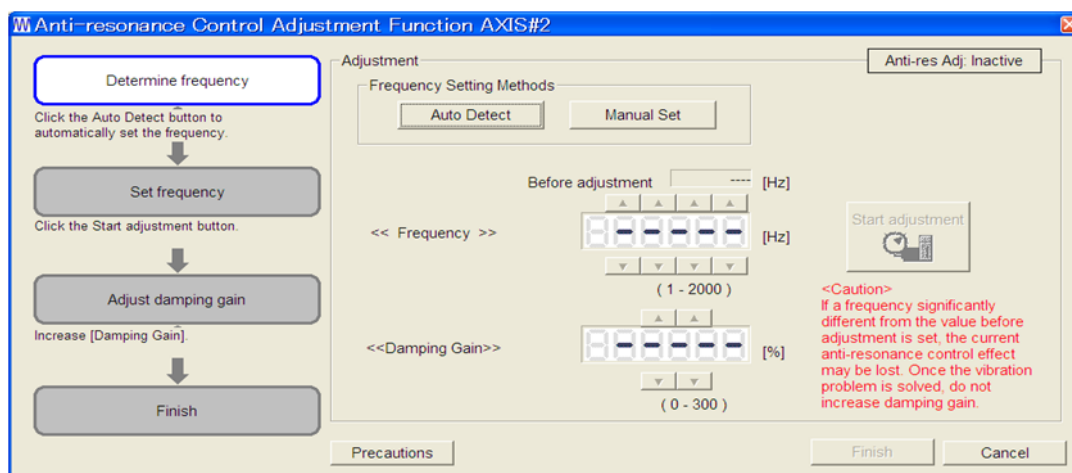 Anti-resonance Control Adjustment Function AXIS#2
Determine frequency
Click the Auto Detect button to
automatically set the frequency.
Set frequency
Click the Start adjustment button.
Adjust damping gain
Increase [Damping Gain].
Finish
Adjustment
Anti-res Adj: Inactive
Frequency Setting Methods
Auto Detect
Manual Set
Before adjustment ---- [Hz]
<< Frequency >> ------ [Hz]
( 1 - 2000 )
<<Damping Gain>> ------ [%]
( 0 - 300 )
Start adjustment
<Caution>
If a frequency significantly
different from the value before
adjustment is set, the current
anti-resonance control effect
may be lost. Once the vibration
problem is solved, do not
increase damping gain.
Precautions
Finish
Cancel